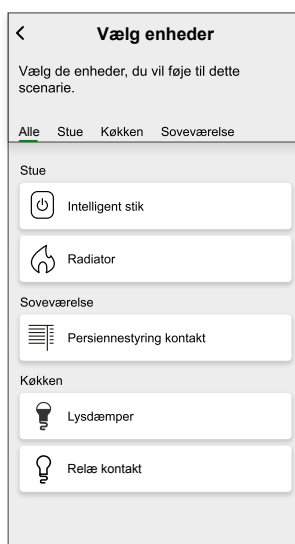 Vælg enheder
Vælg de enheder, du vil føje til dette
scenarie.
Alle Stue Køkken Soveværelse
Stue
Intelligent stik
Radiator
Soveværelse
Persiennestyring kontakt
Køkken
Lysdæmper
Relæ kontakt